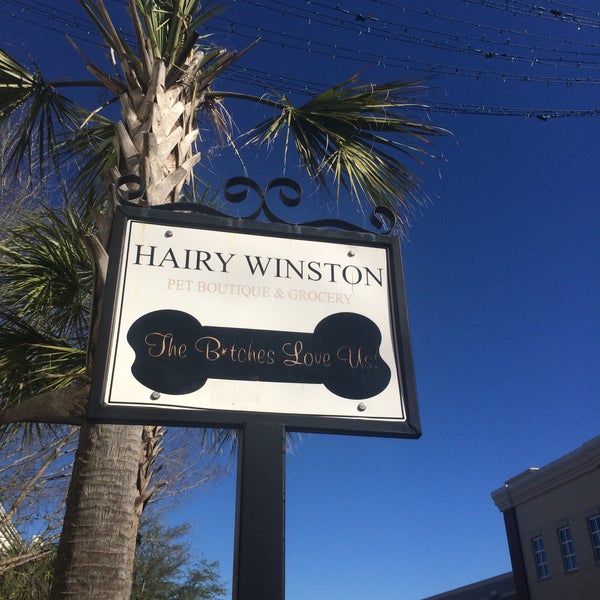 HAIRY WINSTON
PET BOUTIQUE & GROCERY
The B*tches Love Us!